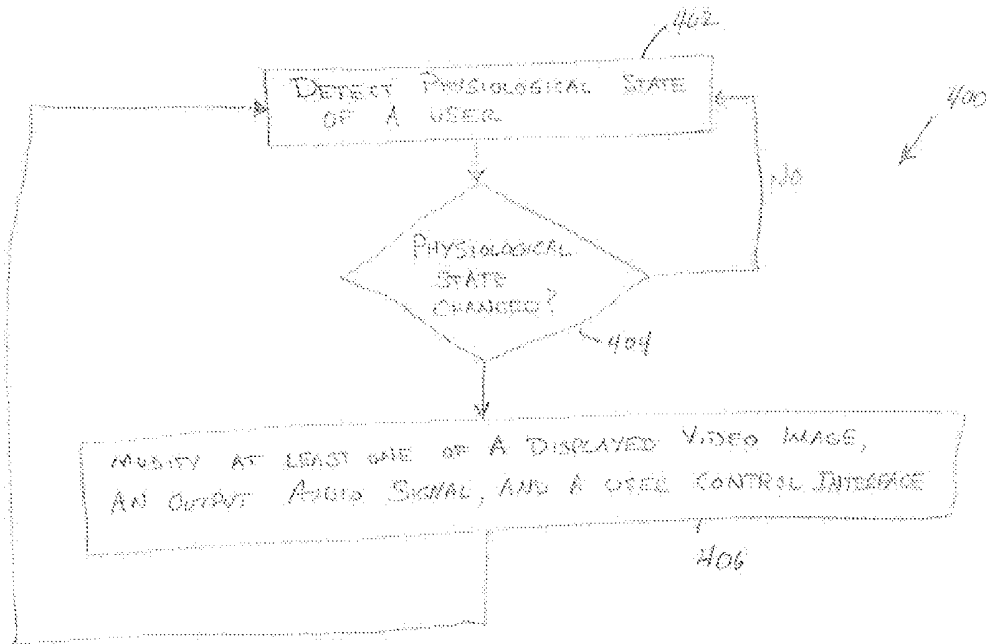 402
DETECT PHYSIOLOGICAL STATE
OF A USER
400
NO
PHYSIOLOGICAL
STATE
CHANGED?
404
MODIFY AT LEAST ONE OF A DISPLAYED VIDEO IMAGE,
AN OUTPUT AUDIO SIGNAL, AND A USER CONTROL INTERFACE
406